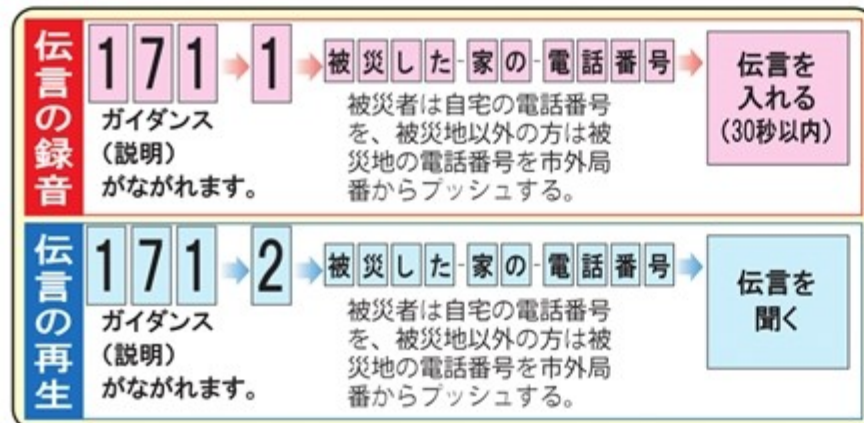 伝言の録音
171→1→被災した-家の-電話番号→
ガイダンス
（説明）
がながれます。
被災者は自宅の電話番号
を、被災地以外の方は被
災地の電話番号を市外局
番からプッシュする。
伝言を
入れる
（30秒以内）
伝言の再生
171→2→被災した-家の-電話番号→
ガイダンス
（説明）
がながれます。
被災者は自宅の電話番号
を、被災地以外の方は被
災地の電話番号を市外局
番からプッシュする。
伝言を
聞く